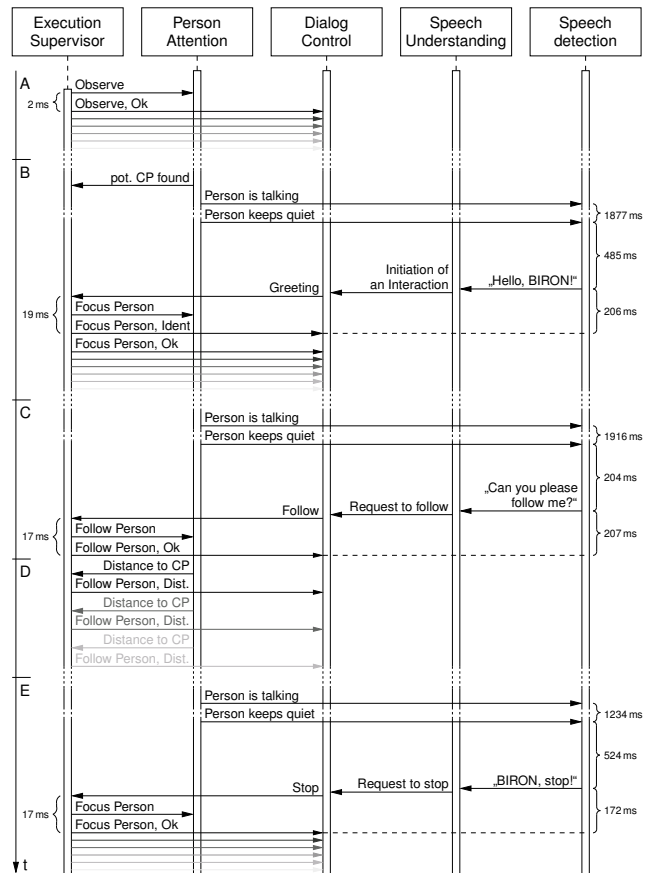 Execution
Supervisor
Person
Attention
Dialog
Control
Speech
Understanding
Speech
detection
A
Observe
2 ms
Observe, Ok
B
pot. CP found
Person is talking
Person keeps quiet
1877 ms
485 ms
Initiation of
an Interaction
„Hello, BIRON!“
Greeting
206 ms
19 ms
Focus Person
Focus Person, Ident
Focus Person, Ok
C
Person is talking
Person keeps quiet
1916 ms
204 ms
„Can you please
follow me?“
Request to follow
Follow
207 ms
17 ms
Follow Person
Follow Person, Ok
D
Distance to CP
Follow Person, Dist.
Distance to CP
Follow Person, Dist.
Distance to CP
Follow Person, Dist.
E
Person is talking
Person keeps quiet
1234 ms
524 ms
„BIRON, stop!“
Request to stop
Stop
172 ms
17 ms
Focus Person
Focus Person, Ok
t